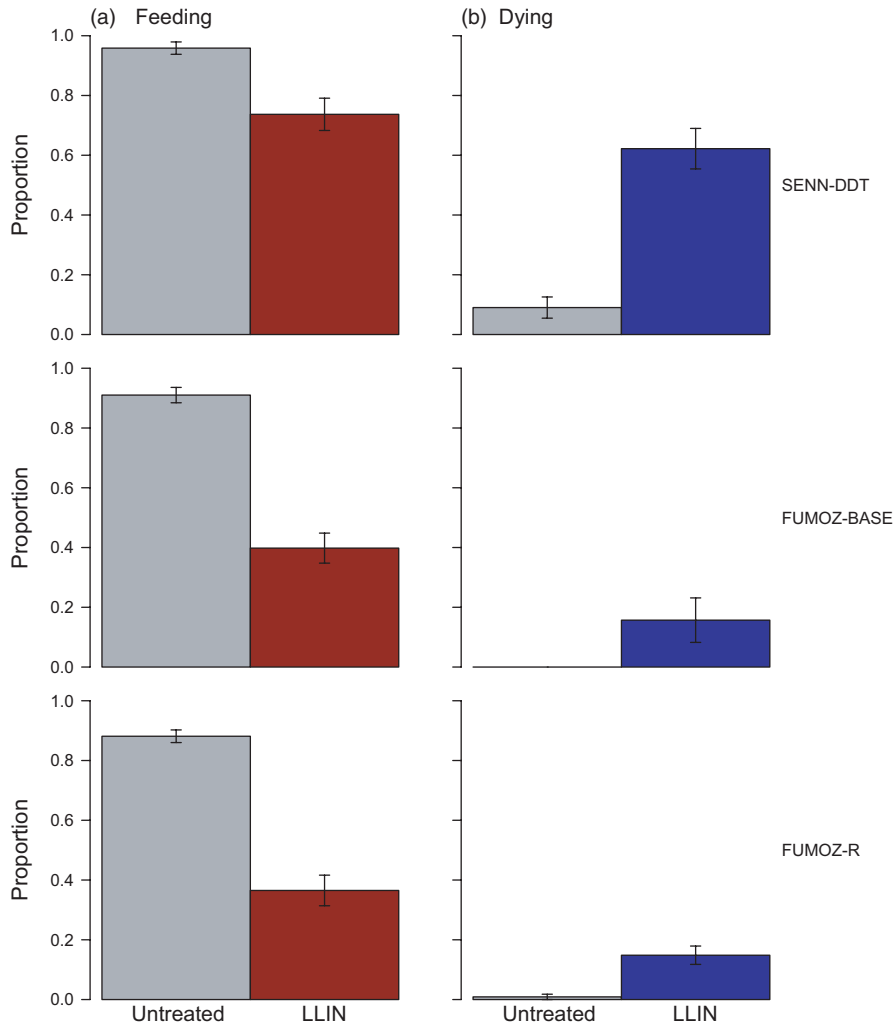 (a) Feeding
(b) Dying
1.0
0.8
0.6
0.4
0.2
0.0
Proportion
SENN-DDT
1.0
0.8
0.6
0.4
0.2
0.0
Proportion
FUMOZ-BASE
1.0
0.8
0.6
0.4
0.2
0.0
Proportion
FUMOZ-R
Untreated LLIN
Untreated LLIN